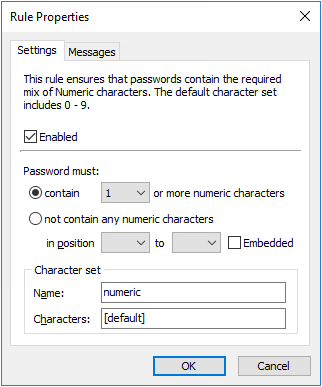 Rule Properties
Settings Messages
This rule ensures that passwords contain the required
mix of Numeric characters. The default character set
includes 0 - 9.
Enabled
Password must:
contain 1 or more numeric characters
not contain any numeric characters
in position to Embedded
Character set
Name: numeric
Characters: [default]
OK Cancel